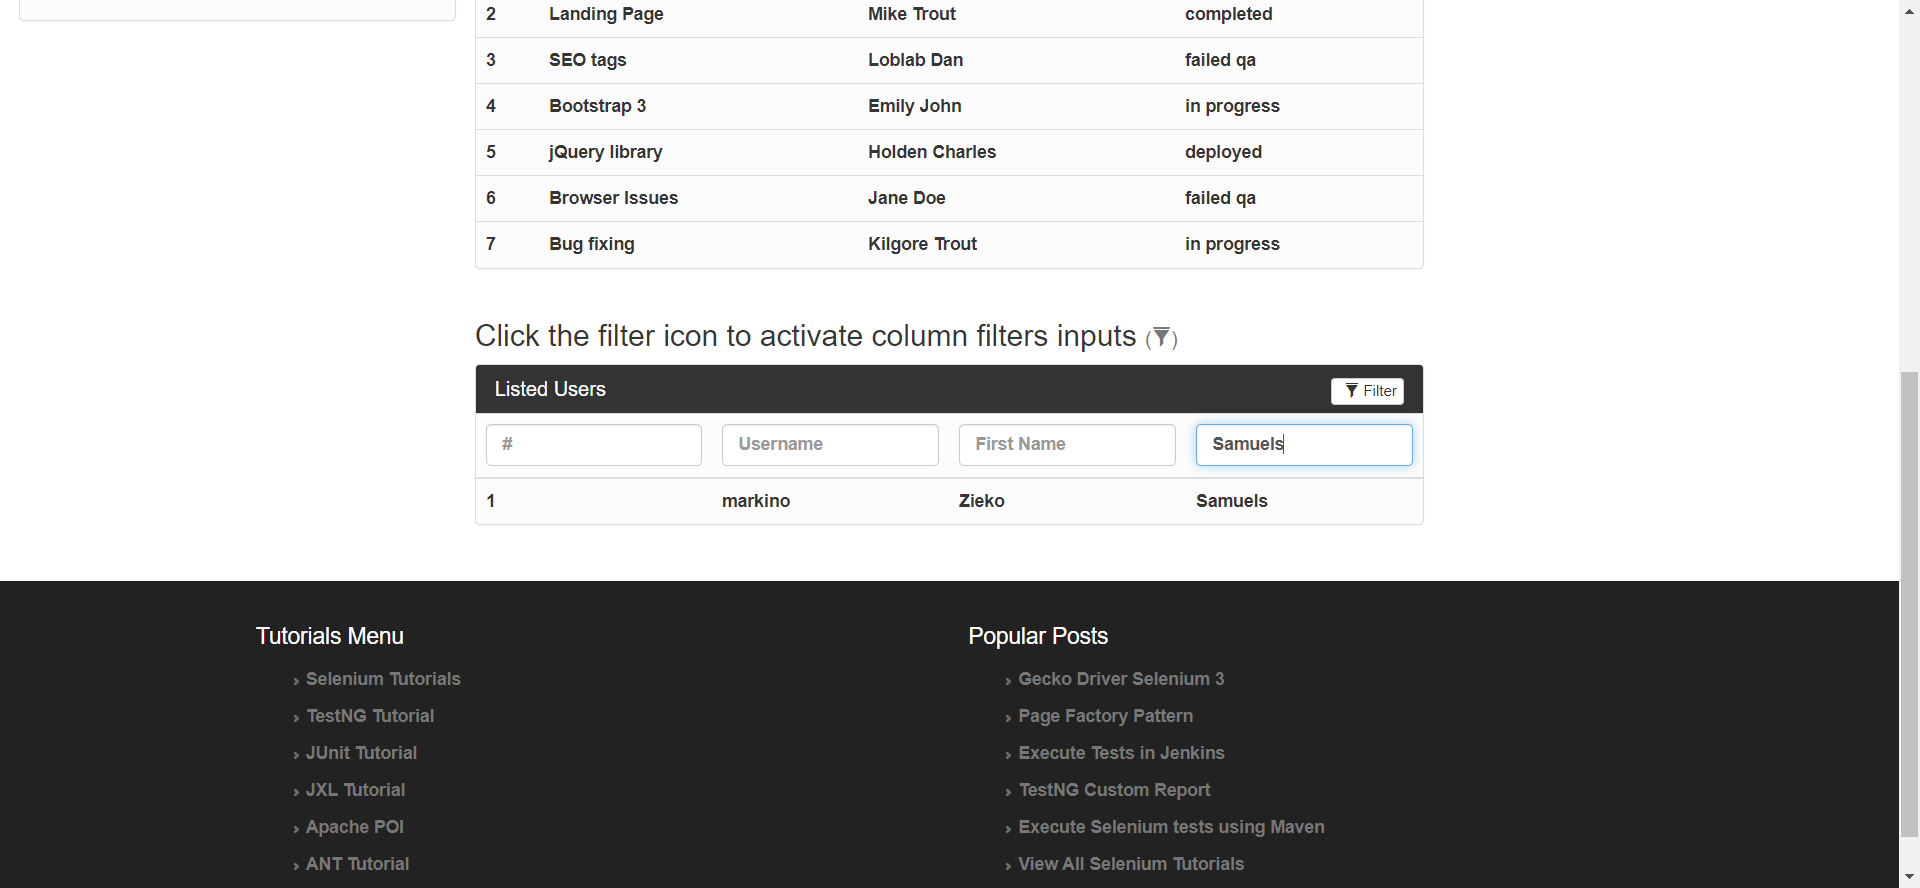 2 Landing Page Mike Trout completed
3 SEO tags Loblab Dan failed qa
4 Bootstrap 3 Emily John in progress
5 jQuery library Holden Charles deployed
6 Browser Issues Jane Doe failed qa
7 Bug fixing Kilgore Trout in progress
Click the filter icon to activate column filters inputs ()
Listed Users Filter
# Username First Name Samuels
1 markino Zieko Samuels
Tutorials Menu
› Selenium Tutorials
› TestNG Tutorial
› JUnit Tutorial
› JXL Tutorial
› Apache POI
› ANT Tutorial
Popular Posts
› Gecko Driver Selenium 3
› Page Factory Pattern
› Execute Tests in Jenkins
› TestNG Custom Report
› Execute Selenium tests using Maven
› View All Selenium Tutorials